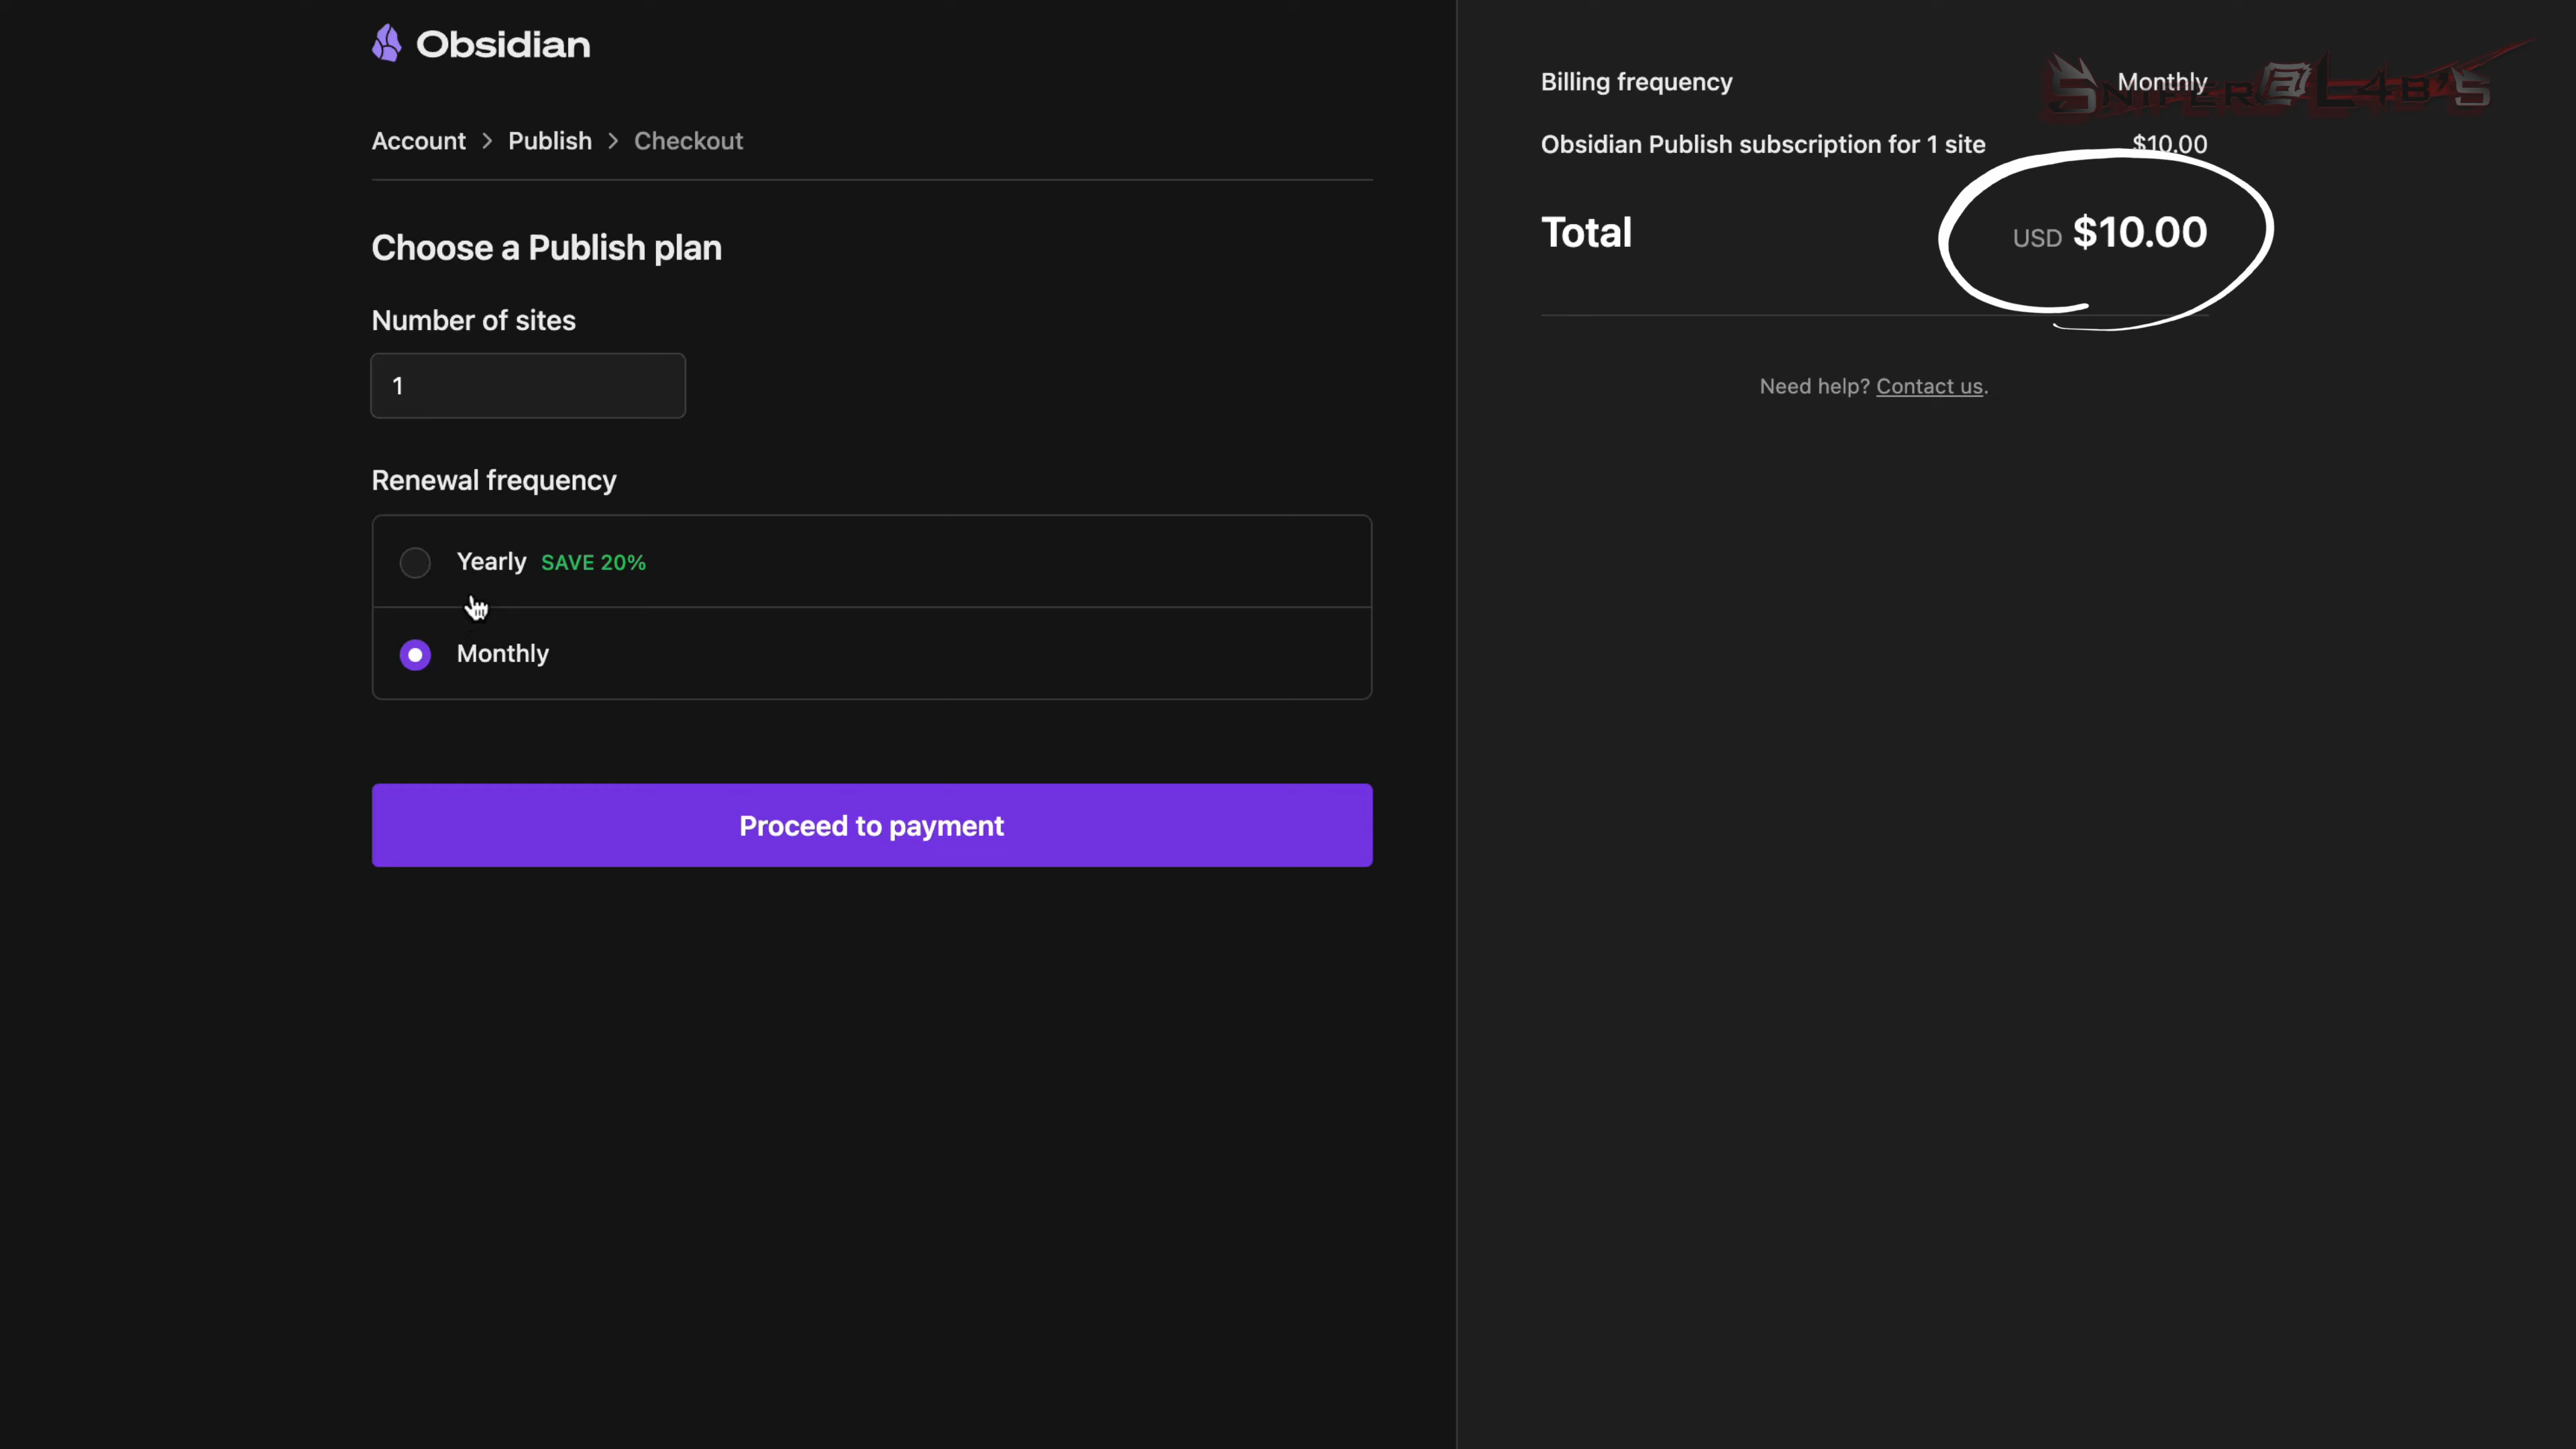 Obsidian
Account > Publish > Checkout
Choose a Publish plan
Number of sites
1
Renewal frequency
Yearly SAVE 20%
Monthly
Proceed to payment
Billing frequency Monthly
Obsidian Publish subscription for 1 site $10.00
Total USD $10.00
Need help? Contact us.
Sniper@L4B's